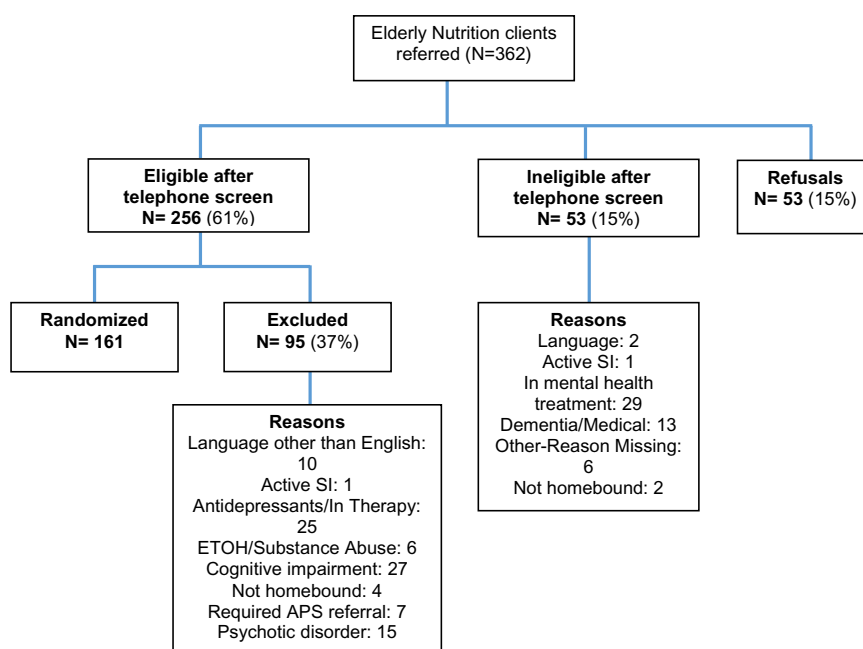 Elderly Nutrition clients
referred (N=362)
Eligible after
telephone screen
N= 256 (61%)
Ineligible after
telephone screen
N= 53 (15%)
Refusals
N= 53 (15%)
Randomized
N= 161
Excluded
N= 95 (37%)
Reasons
Language other than English:
10
Active SI: 1
Antidepressants/In Therapy:
25
ETOH/Substance Abuse: 6
Cognitive impairment: 27
Not homebound: 4
Required APS referral: 7
Psychotic disorder: 15
Reasons
Language: 2
Active SI: 1
In mental health
treatment: 29
Dementia/Medical: 13
Other-Reason Missing:
6
Not homebound: 2